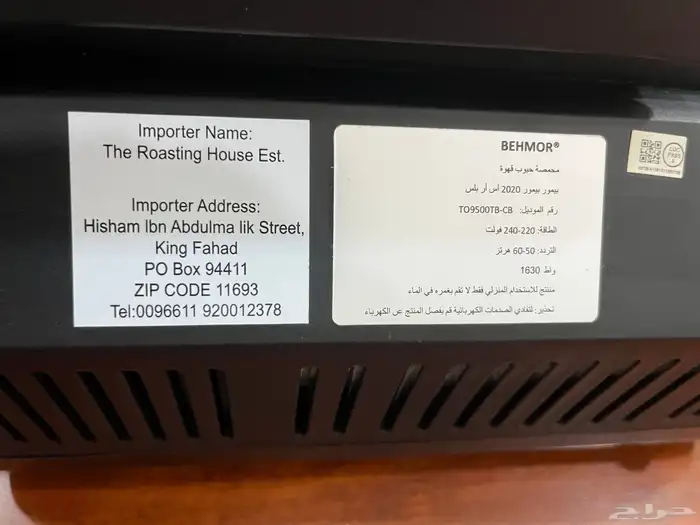 Importer Name:
The Roasting House Est.
Importer Address:
Hisham Ibn Abdulma lik Street,
King Fahad
PO Box 94411
ZIP CODE 11693
Tel:0096611 920012378
BEHMOR®
محمصة حبوب قهوة
بيمور بيمور 2020 اس أر بلس
رقم الموديل: TO9500TB-CB
الطاقة: 220-240 فولت
التردد: 50-60 هرتز
1630 واط
منتج للاستخدام المنزلي فقط لا تقم بغمره في الماء
تحذير: لتفادي الصدمات الكهربائية قم بفصل المنتج عن الكهرباء
PASS
حراج